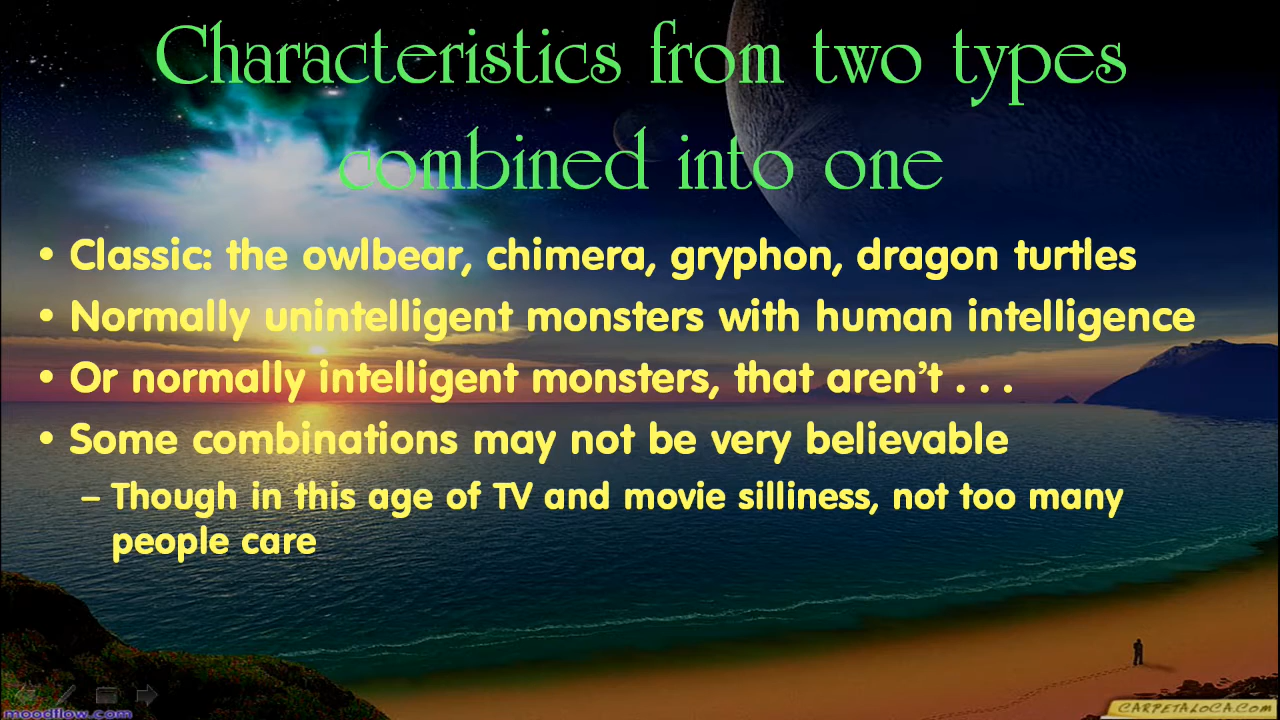 Characteristics from two types
combined into one
• Classic: the owlbear, chimera, gryphon, dragon turtles
• Normally unintelligent monsters with human intelligence
• Or normally intelligent monsters, that aren't . . .
• Some combinations may not be very believable
– Though in this age of TV and movie silliness, not too many
people care
moodflow.com
CARPETALOCA.COM